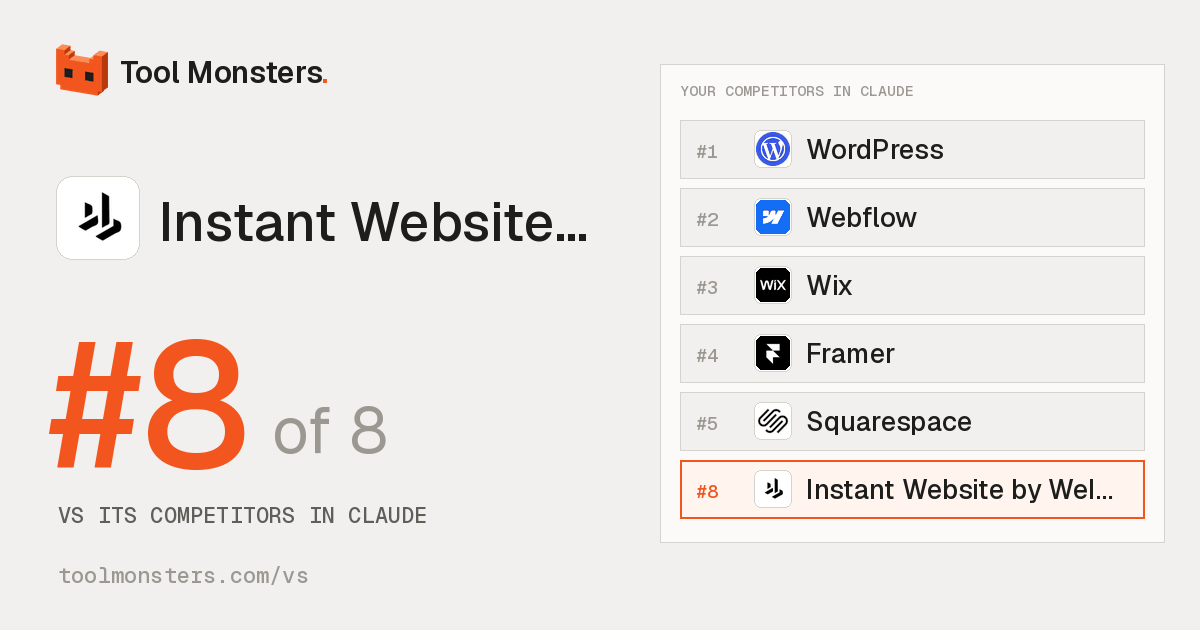 Tool Monsters.
Instant Website...
#8 of 8
VS ITS COMPETITORS IN CLAUDE
toolmonsters.com/vs
YOUR COMPETITORS IN CLAUDE
#1 WordPress
#2 Webflow
#3 WiX Wix
#4 Framer
#5 Squarespace
#8 Instant Website by Wel...